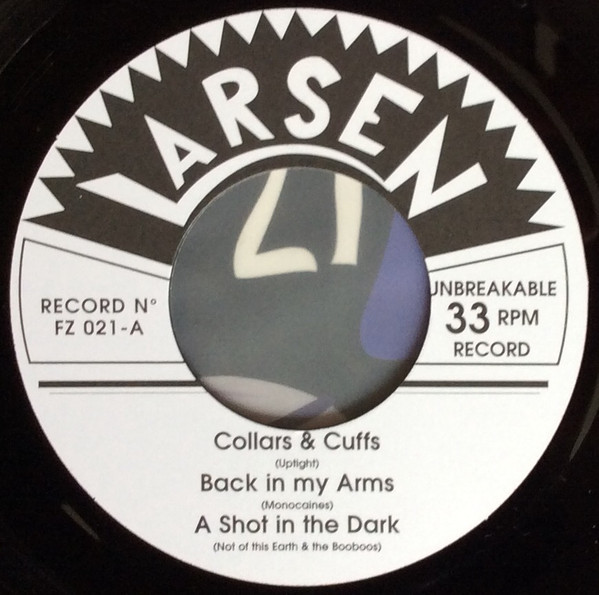 LARSEN
RECORD N°
FZ 021-A
UNBREAKABLE
33 RPM
RECORD
Collars & Cuffs
(Uptight)
Back in my Arms
(Monocaines)
A Shot in the Dark
(Not of this Earth & the Booboos)